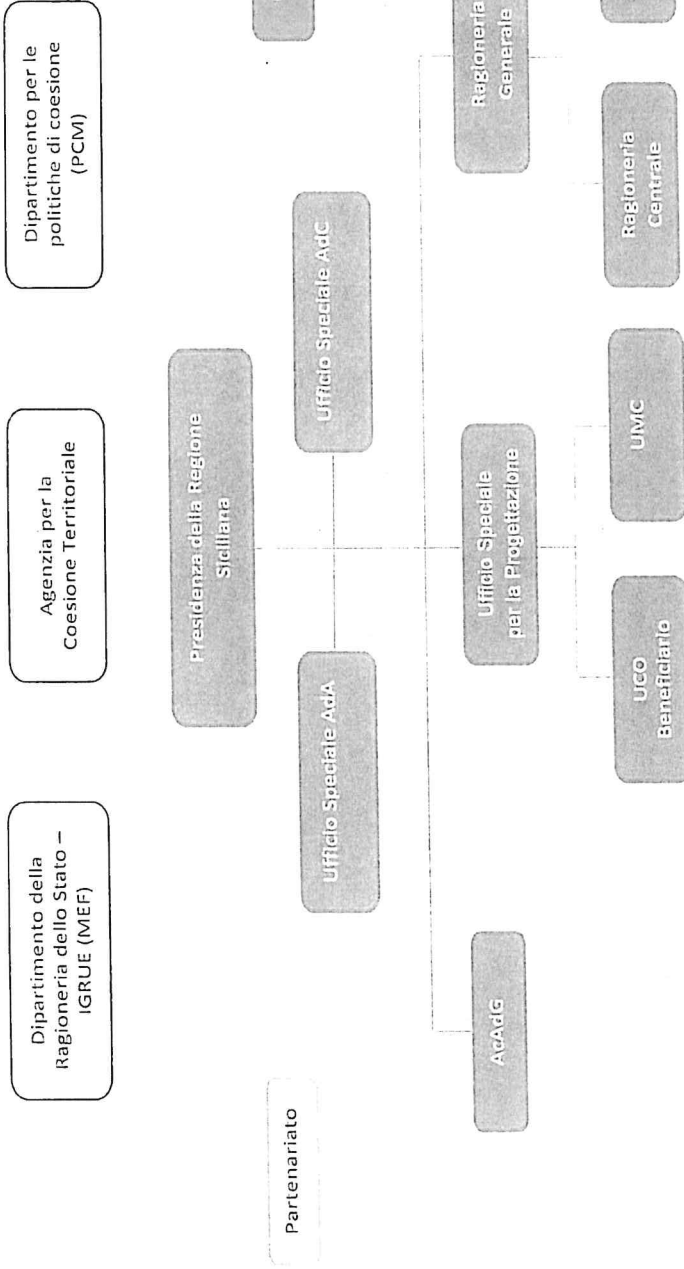 Dipartimento della
Ragioneria dello Stato –
IGRUE (MEF)
Agenzia per la
Coesione Territoriale
Dipartimento per le
politiche di coesione
(PCM)
Presidenza della Regione
Siciliana
Partenariato
Ufficio Speciale AdA
Ufficio Speciale AdC
AcAdG
Ufficio Speciale
per la Progettazione
Ragioneria
Generale
UCO
Beneficiario
UMC
Ragioneria
Centrale